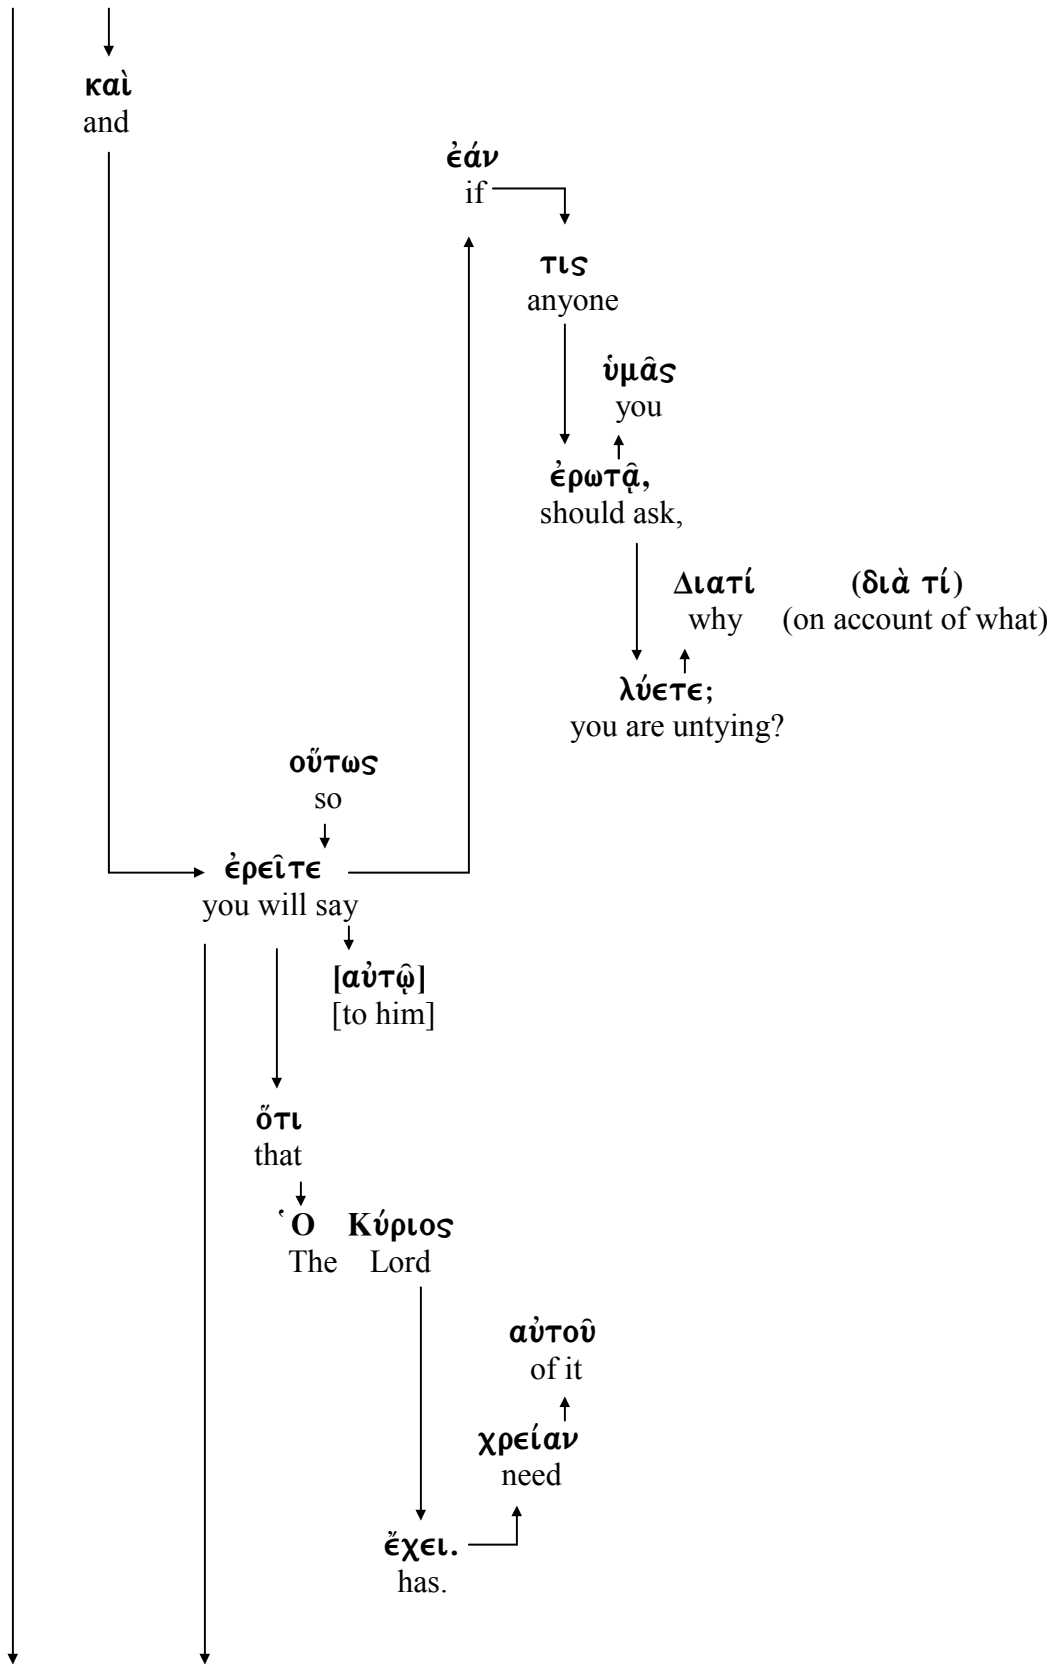 καὶ
and
ἐάν
if
τις
anyone
ὑμᾶς
you
ἐρωτᾷ,
should ask,
Διατί (διὰ τί)
why (on account of what)
λύετε;
you are untying?
οὕτως
so
ἐρεῖτε
you will say
[αὐτῷ]
[to him]
ὅτι
that
Ὁ Κύριος
The Lord
αὐτοῦ
of it
χρείαν
need
ἔχει.
has.